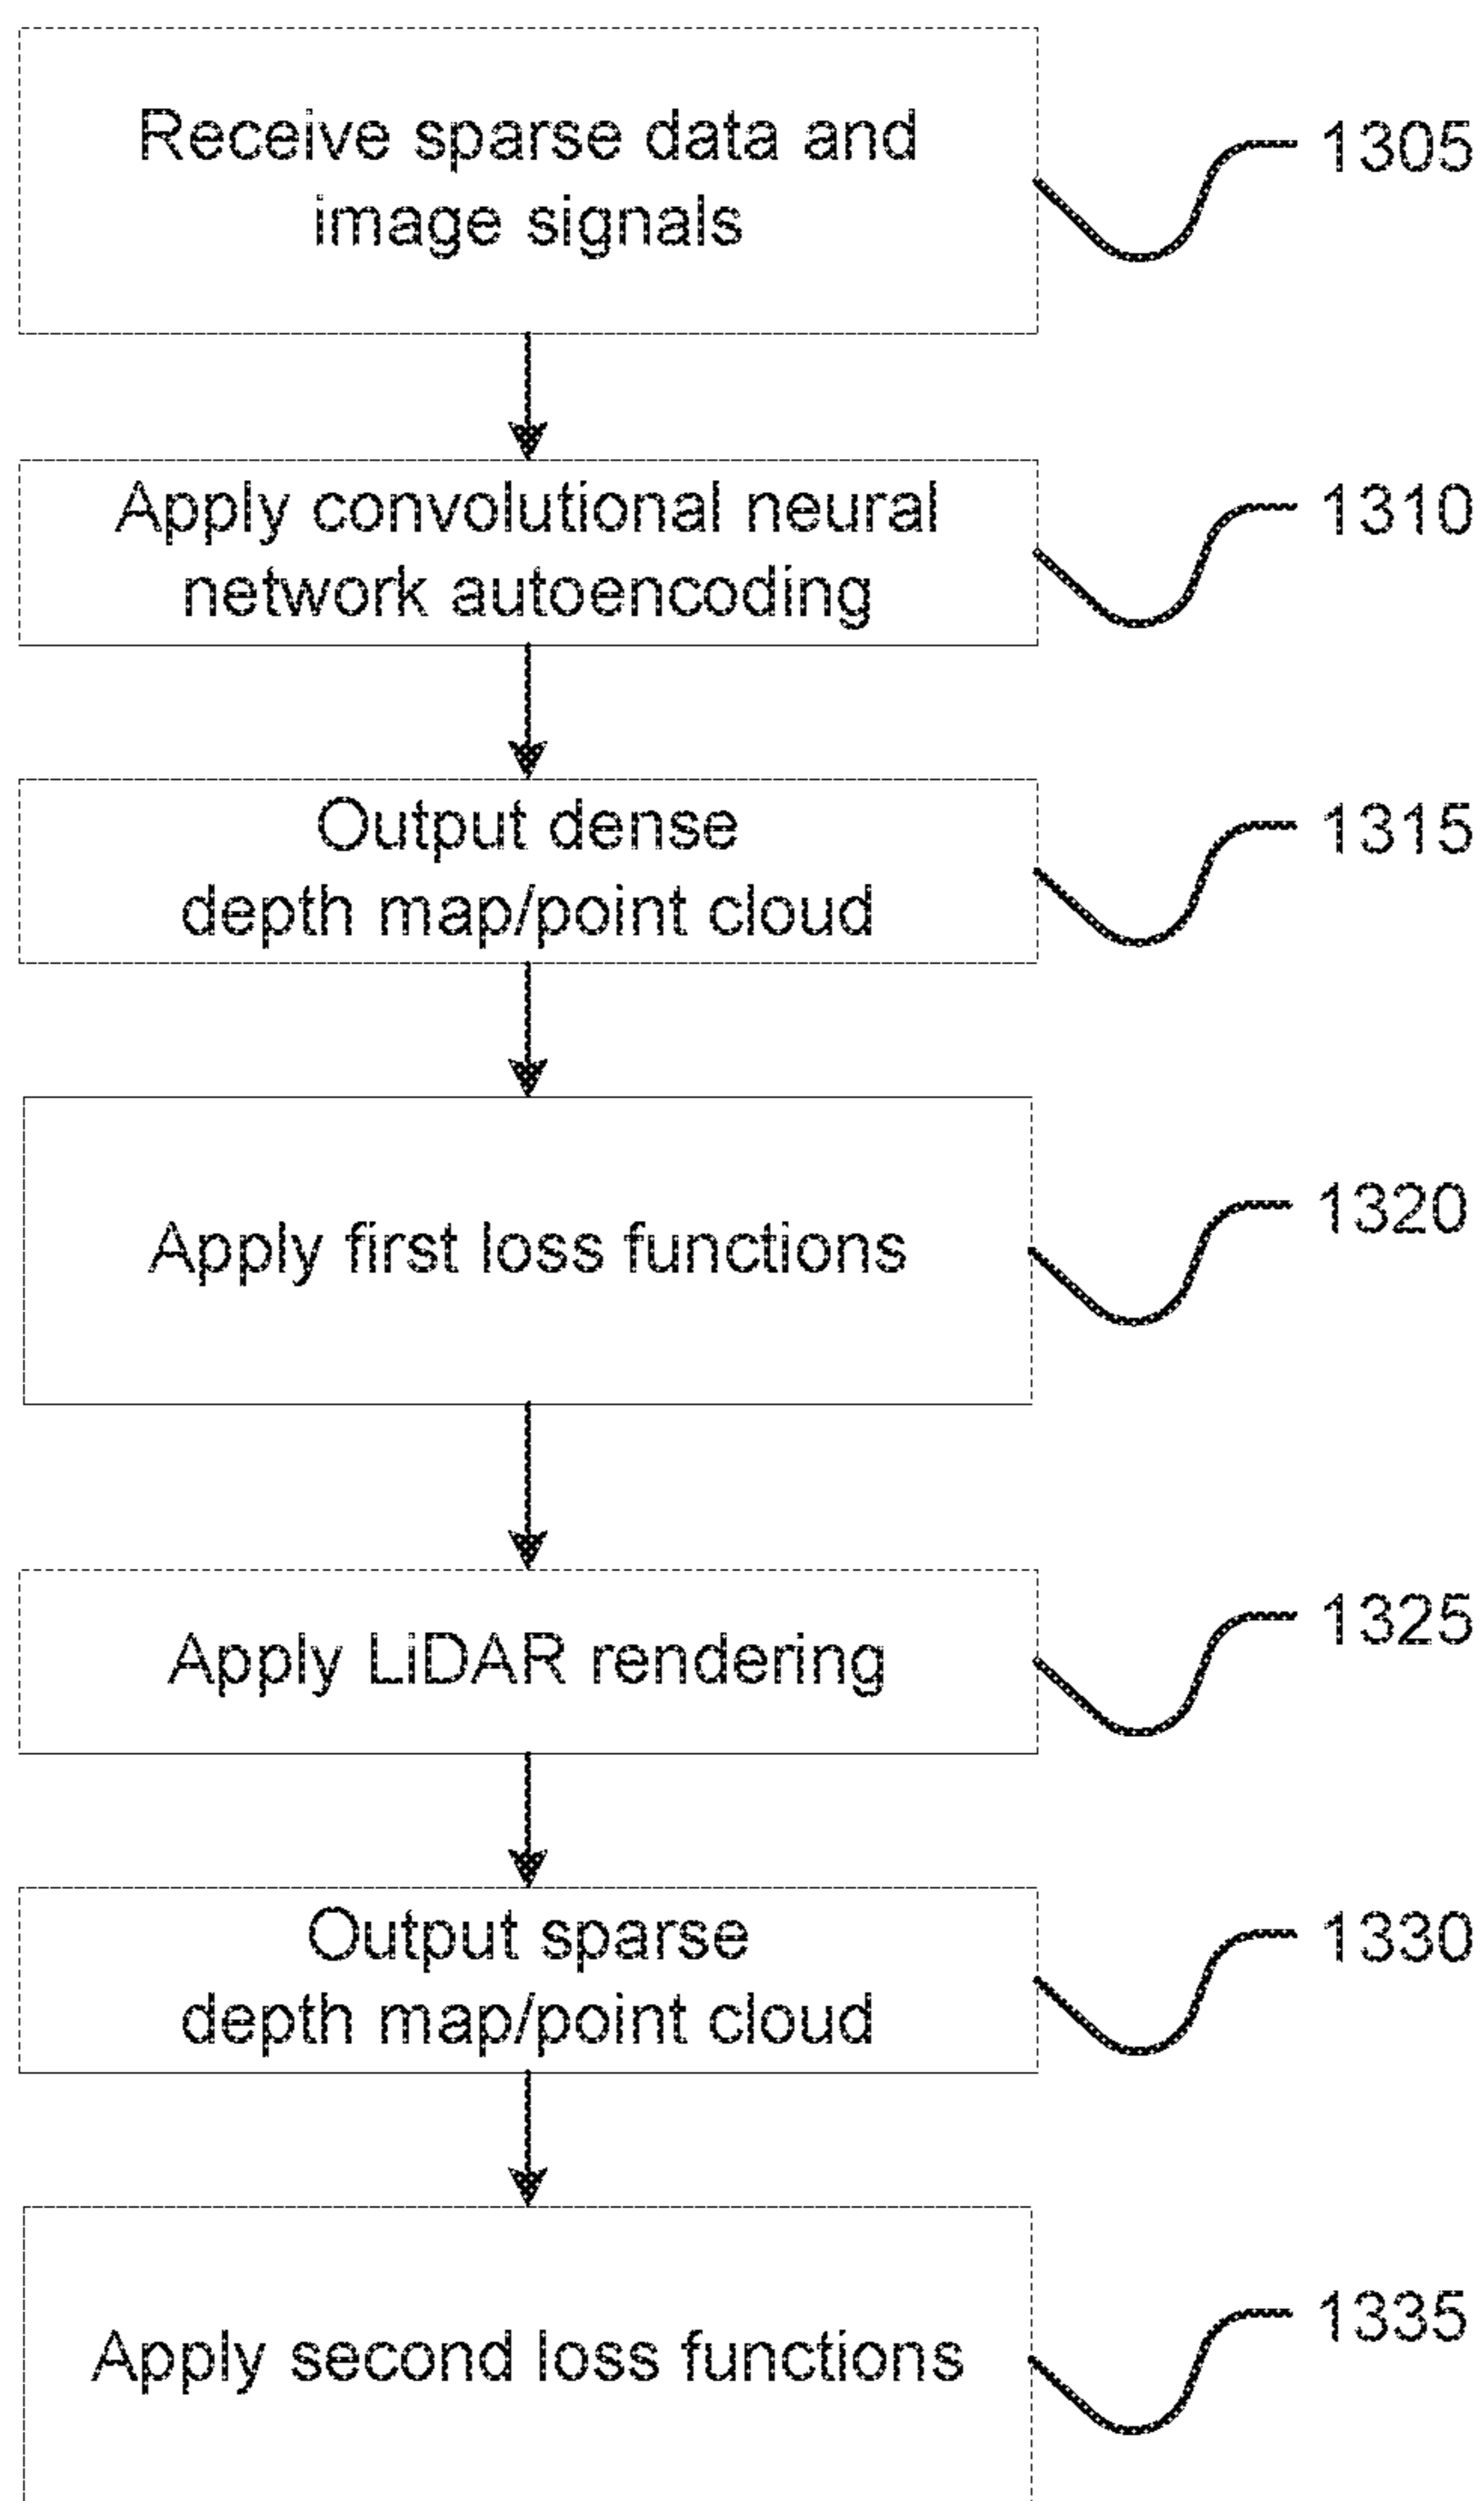 Receive sparse data and
image signals
1305
Apply convolutional neural
network autoencoding
1310
Output dense
depth map/point cloud
1315
Apply first loss functions
1320
Apply LiDAR rendering
1325
Output sparse
depth map/point cloud
1330
Apply second loss functions
1335